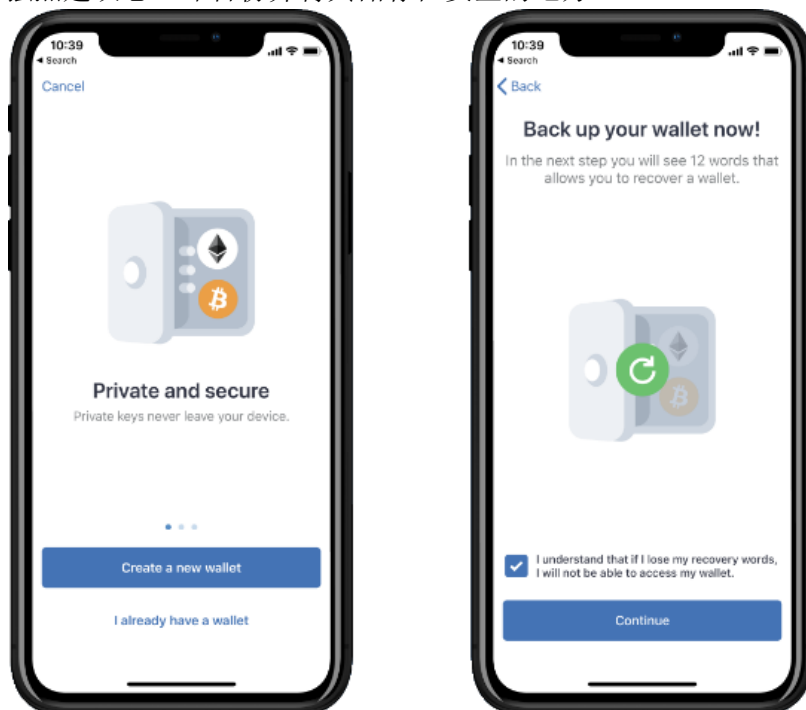 10:39
Search
Cancel
Private and secure
Private keys never leave your device.
Create a new wallet
I already have a wallet
10:39
Search
Back
Back up your wallet now!
In the next step you will see 12 words that
allows you to recover a wallet.
I understand that if I lose my recovery words,
I will not be able to access my wallet.
Continue